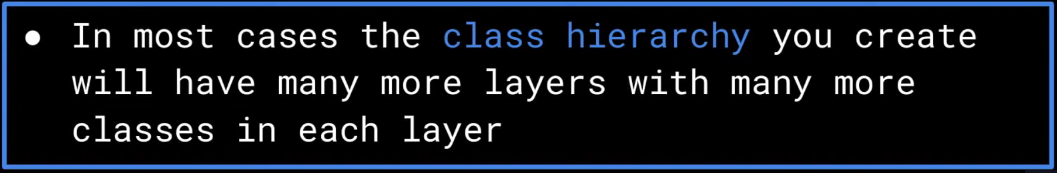 ● In most cases the class hierarchy you create
will have many more layers with many more
classes in each layer